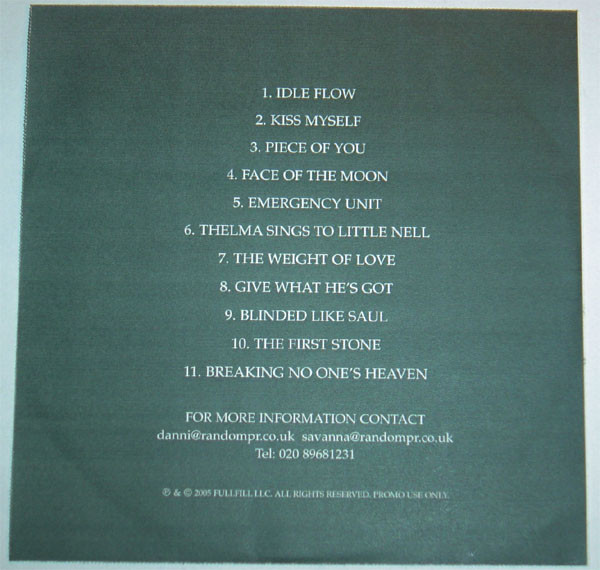 1. IDLE FLOW
2. KISS MYSELF
3. PIECE OF YOU
4. FACE OF THE MOON
5. EMERGENCY UNIT
6. THELMA SINGS TO LITTLE NELL
7. THE WEIGHT OF LOVE
8. GIVE WHAT HE'S GOT
9. BLINDED LIKE SAUL
10. THE FIRST STONE
11. BREAKING NO ONE'S HEAVEN
FOR MORE INFORMATION CONTACT
danni@randompr.co.uk savanna@randompr.co.uk
Tel: 020 89681231
℗ & © 2005 FULLFILL LLC. ALL RIGHTS RESERVED. PROMO USE ONLY.